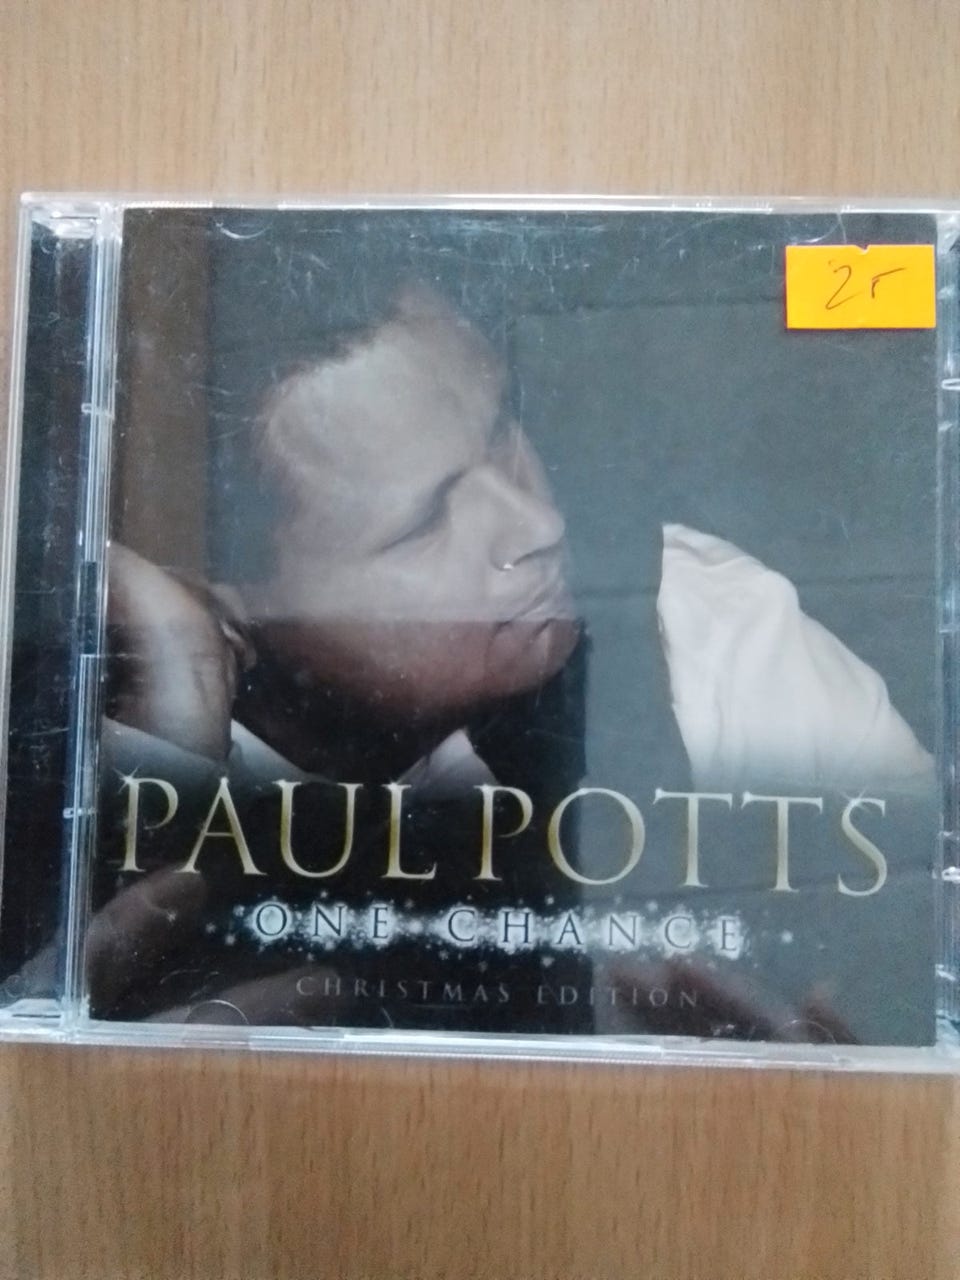 2r
PAUL POTTS
ONE CHANCE
CHRISTMAS EDITION